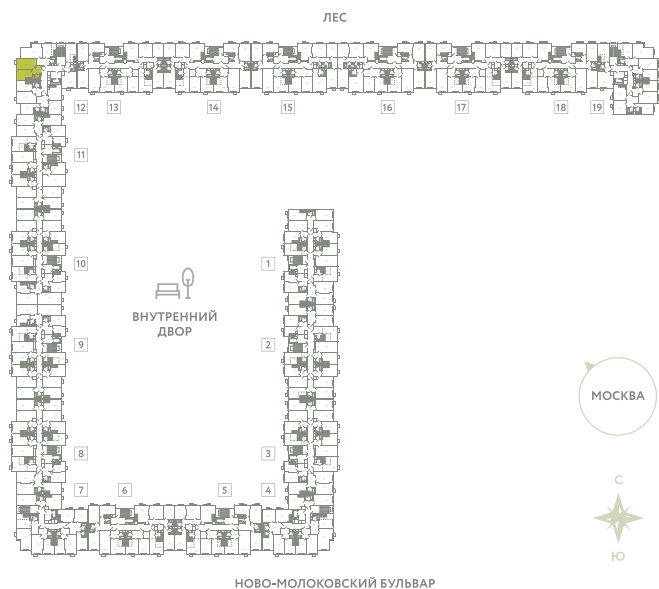 ЛЕС
12 13 14 15 16 17 18 19
11
10 1
ВНУТРЕННИЙ
ДВОР
9 2
МОСКВА
8 3
С
7 6 5 4
Ю
НОВО-МОЛОКОВСКИЙ БУЛЬВАР